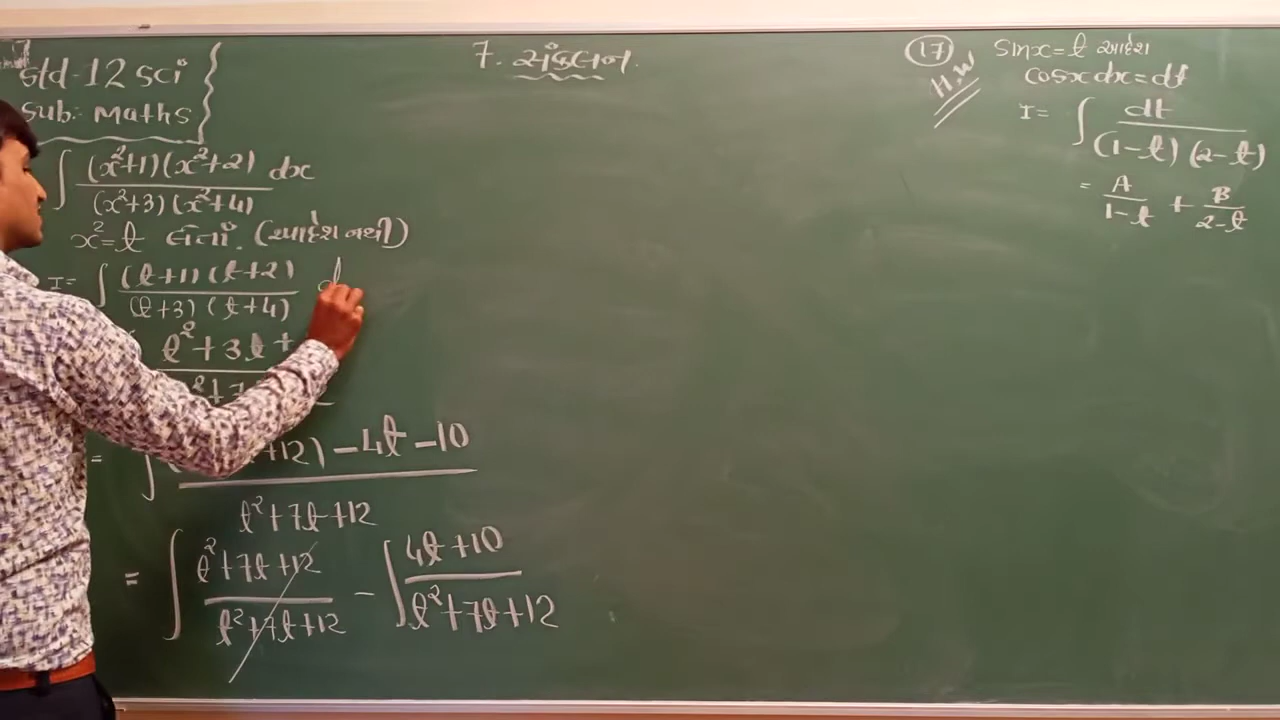 std-12 sci
sub: maths
7. સંકલન.
∫ (x²+1)(x²+2) / (x²+3)(x²+4) dx
x² = t લેતાં. (આદેશ નથી)
I = ∫ (t+1)(t+2) / (t+3)(t+4) d
t² + 3t +
= ∫ +12) – 4t – 10 / t²+7t+12
= ∫ t²+7t+12 / t²+7t+12 – ∫ 4t+10 / t²+7t+12
(17) sinx = t આદેશ
H.W
cosx dx = dt
I = ∫ dt / (1–t)(2–t)
= A / 1–t + B / 2–t